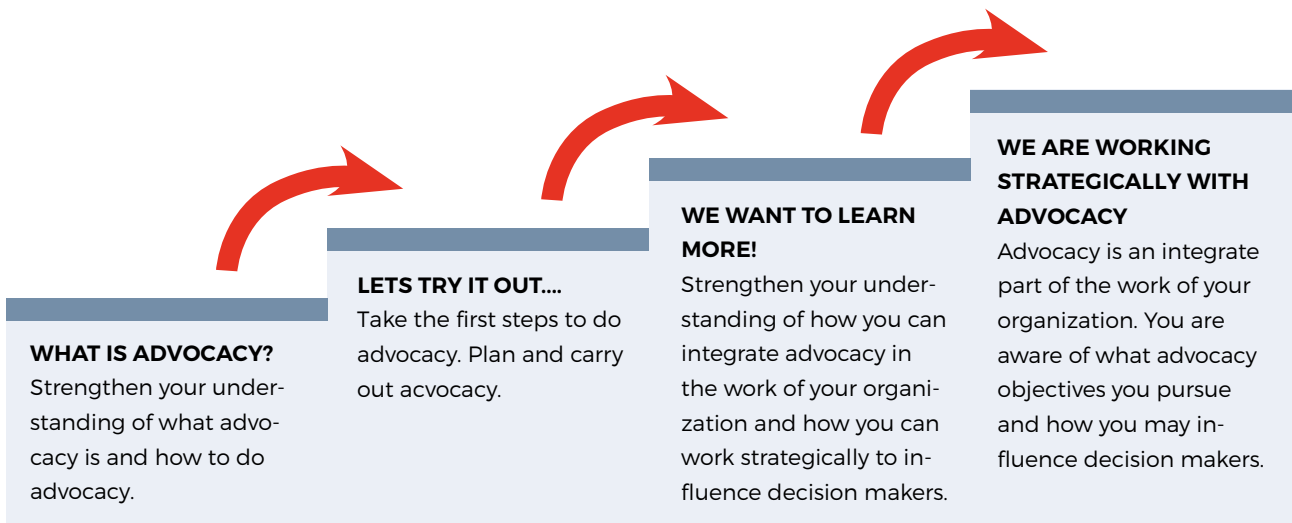 WHAT IS ADVOCACY?
Strengthen your under-
standing of what advo-
cacy is and how to do
advocacy.
LETS TRY IT OUT....
Take the first steps to do
advocacy. Plan and carry
out acvocacy.
WE WANT TO LEARN
MORE!
Strengthen your under-
standing of how you can
integrate advocacy in
the work of your organi-
zation and how you can
work strategically to in-
fluence decision makers.
WE ARE WORKING
STRATEGICALLY WITH
ADVOCACY
Advocacy is an integrate
part of the work of your
organization. You are
aware of what advocacy
objectives you pursue
and how you may in-
fluence decision makers.